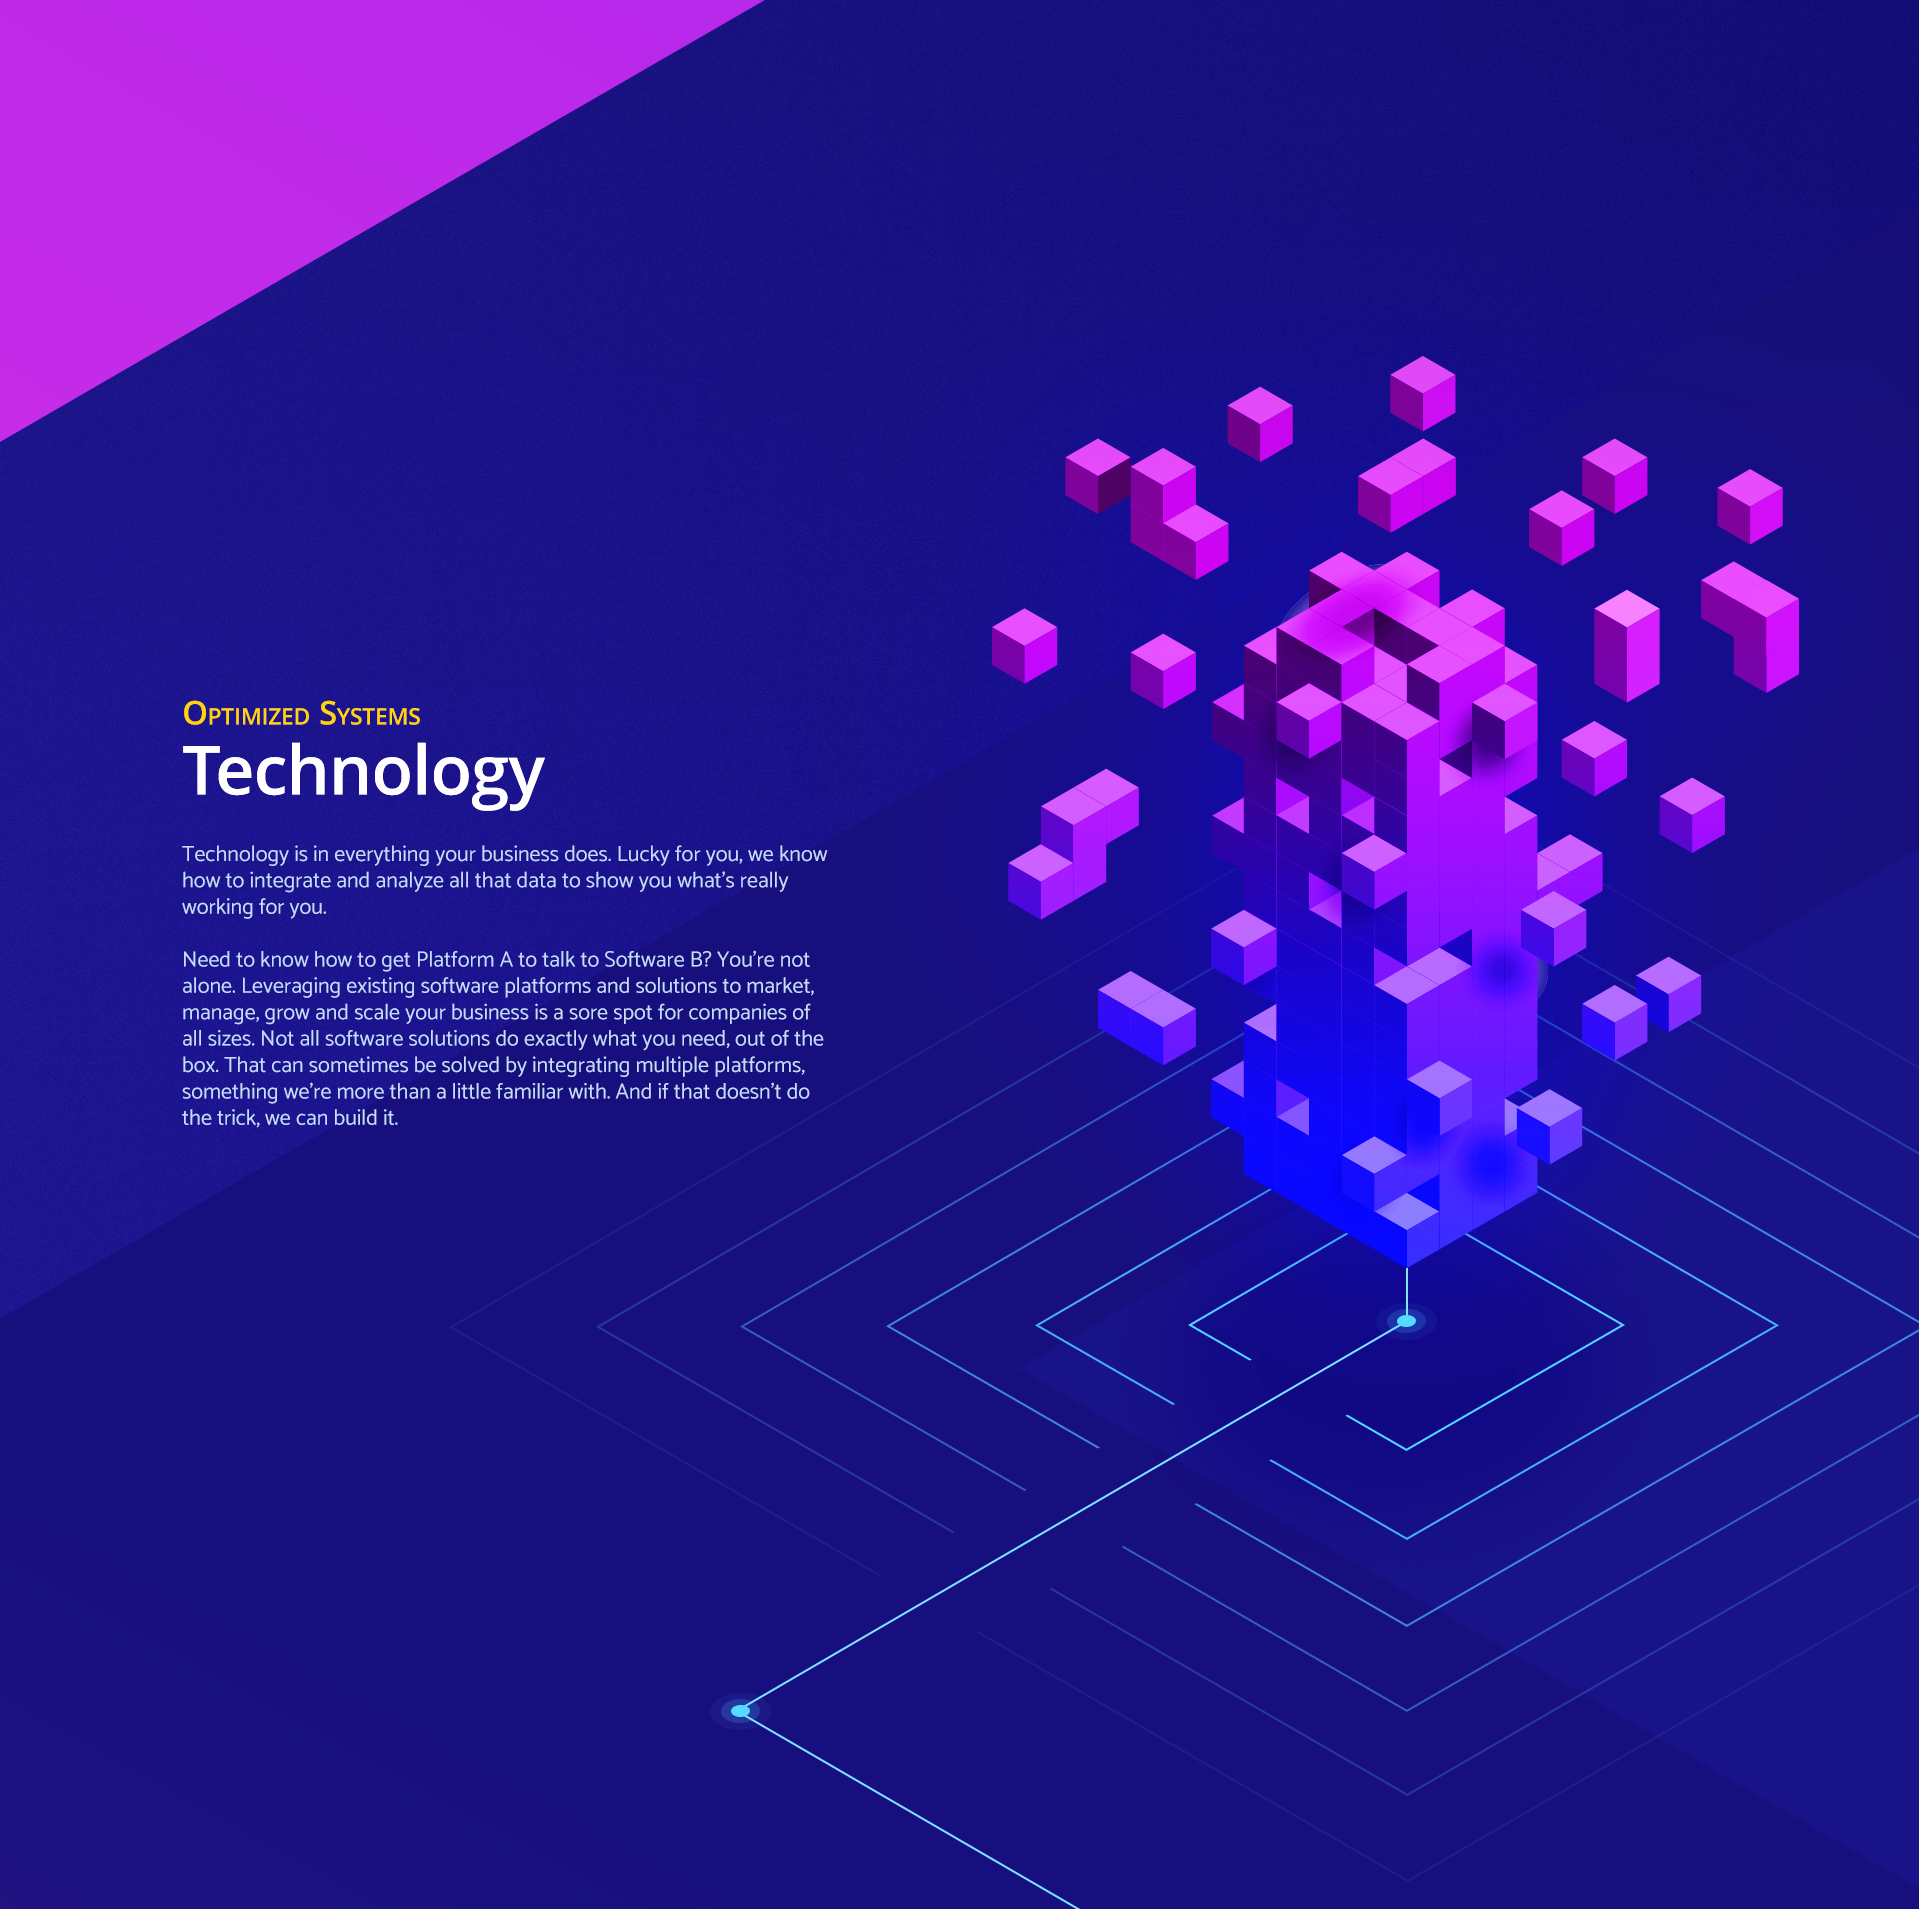 Optimized Systems
Technology
Technology is in everything your business does. Lucky for you, we know
how to integrate and analyze all that data to show you what’s really
working for you.
Need to know how to get Platform A to talk to Software B? You’re not
alone. Leveraging existing software platforms and solutions to market,
manage, grow and scale your business is a sore spot for companies of
all sizes. Not all software solutions do exactly what you need, out of the
box. That can sometimes be solved by integrating multiple platforms,
something we’re more than a little familiar with. And if that doesn’t do
the trick, we can build it.